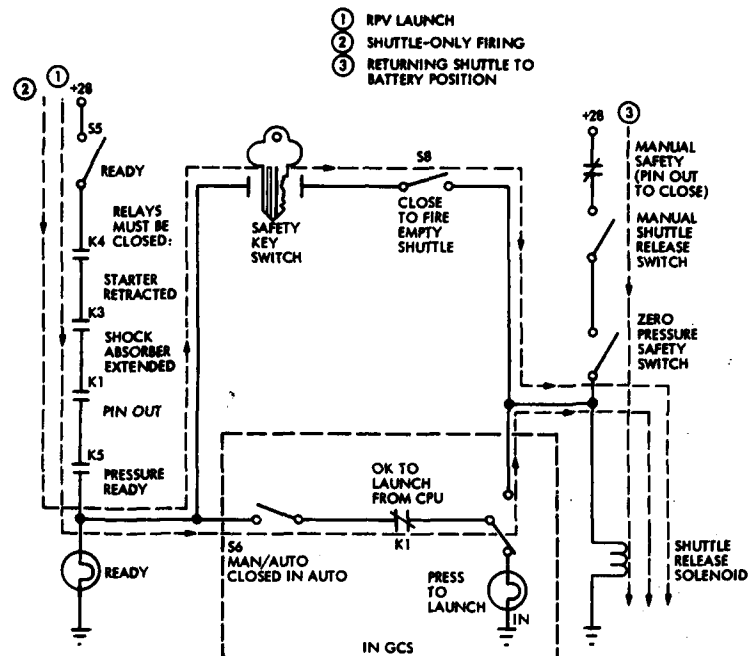 1 RPV LAUNCH
2 SHUTTLE-ONLY FIRING
3 RETURNING SHUTTLE TO
BATTERY POSITION
2
1
+28
S5
READY
RELAYS
MUST BE
CLOSED:
K4
STARTER
RETRACTED
K3
SHOCK
ABSORBER
EXTENDED
K1
PIN OUT
K5
PRESSURE
READY
READY
SAFETY
KEY
SWITCH
S8
CLOSE
TO FIRE
EMPTY
SHUTTLE
+28
3
MANUAL
SAFETY
(PIN OUT
TO CLOSE)
MANUAL
SHUTTLE
RELEASE
SWITCH
ZERO
PRESSURE
SAFETY
SWITCH
OK TO
LAUNCH
FROM CPU
K1
S6
MAN/AUTO
CLOSED IN AUTO
PRESS
TO
LAUNCH
IN
IN GCS
SHUTTLE
RELEASE
SOLENOID